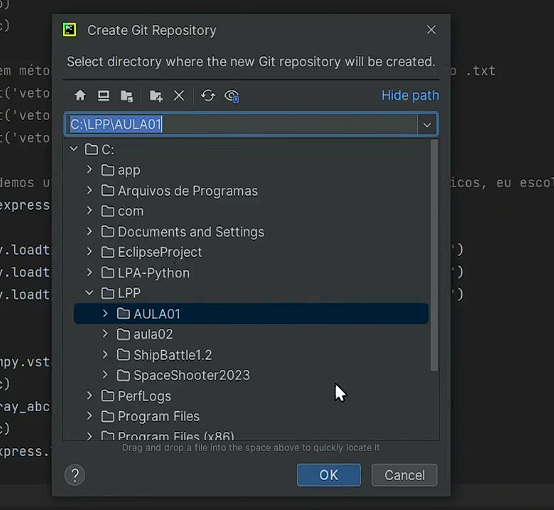 Create Git Repository
Select directory where the new Git repository will be created.
em méto
.txt
t('veto
t('veto
t('veto
Hide path
C:\LPP\AULA01
C:
app
Arquivos de Programas
com
Documents and Settings
EclipseProject
LPA-Python
LPP
AULA01
aula02
ShipBattle1.2
SpaceShooter2023
PerfLogs
Program Files
Program Files (x86)
Drag and drop a file into the space above to quickly locate it
? OK Cancel
demos u
icos, eu escol
express
y.loadt ')
y.loadt ')
y.loadt ')
mpy.vsta
c)
ray_abc
c)
xpress.